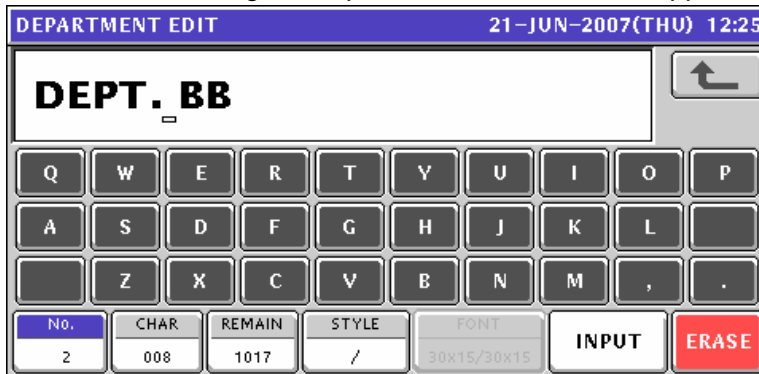 DEPARTMENT EDIT 21-JUN-2007(THU) 12:25
DEPT._BB
Q W E R T Y U I O P
A S D F G H J K L
Z X C V B N M , .
No. CHAR REMAIN STYLE FONT INPUT ERASE
2 008 1017 / 30x15/30x15